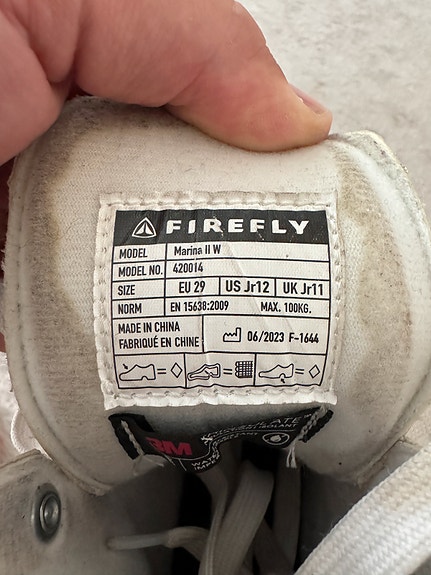 FIREFLY
MODEL Marina II W
MODEL NO. 420014
SIZE EU 29 US Jr12 UK Jr11
NORM EN 15638:2009 MAX. 100KG.
MADE IN CHINA
FABRIQUÉ EN CHINE 06/2023 F-1644
= = =
3M